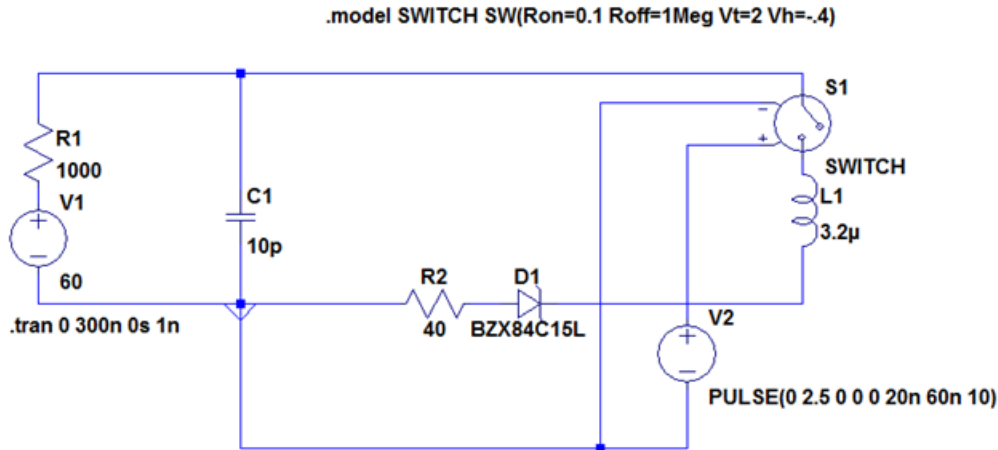 .model SWITCH SW(Ron=0.1 Roff=1Meg Vt=2 Vh=-.4)
S1
−
+
SWITCH
R1
1000
V1
+
−
60
C1
10p
L1
3.2µ
R2
40
D1
BZX84C15L
.tran 0 300n 0s 1n
V2
+
−
PULSE(0 2.5 0 0 0 20n 60n 10)